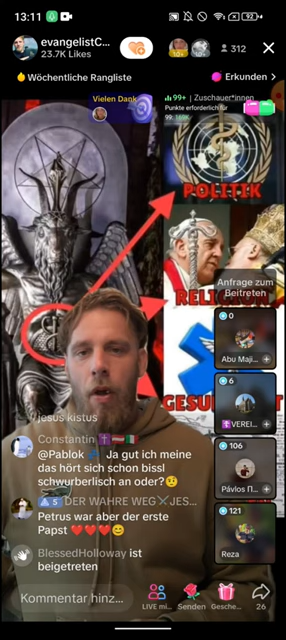 13:11
92
evangelistC...
23.7K Likes
10k
312
Wöchentliche Rangliste
Erkunden
Vielen Dank
99+ | Zuschauer*innen
Punkte erforderlich für
POLITIK
RELIGION
GESUNDHEIT
Anfrage zum
Beitreten
0
Abu Maji...
6
VEREI...
106
Pávlos Π...
121
Reza
jesus kistus
Constantin
@Pablok Ja gut ich meine
das hört sich schon bissl
schwurberlisch an oder?🤨
5 DER WAHRE WEG⚔JES...
Petrus war aber der erste
Papst ❤️❤️❤️😊
BlessedHolloway ist
beigetreten
Kommentar hinz...
LIVE mi...
Senden
Gesche...
26